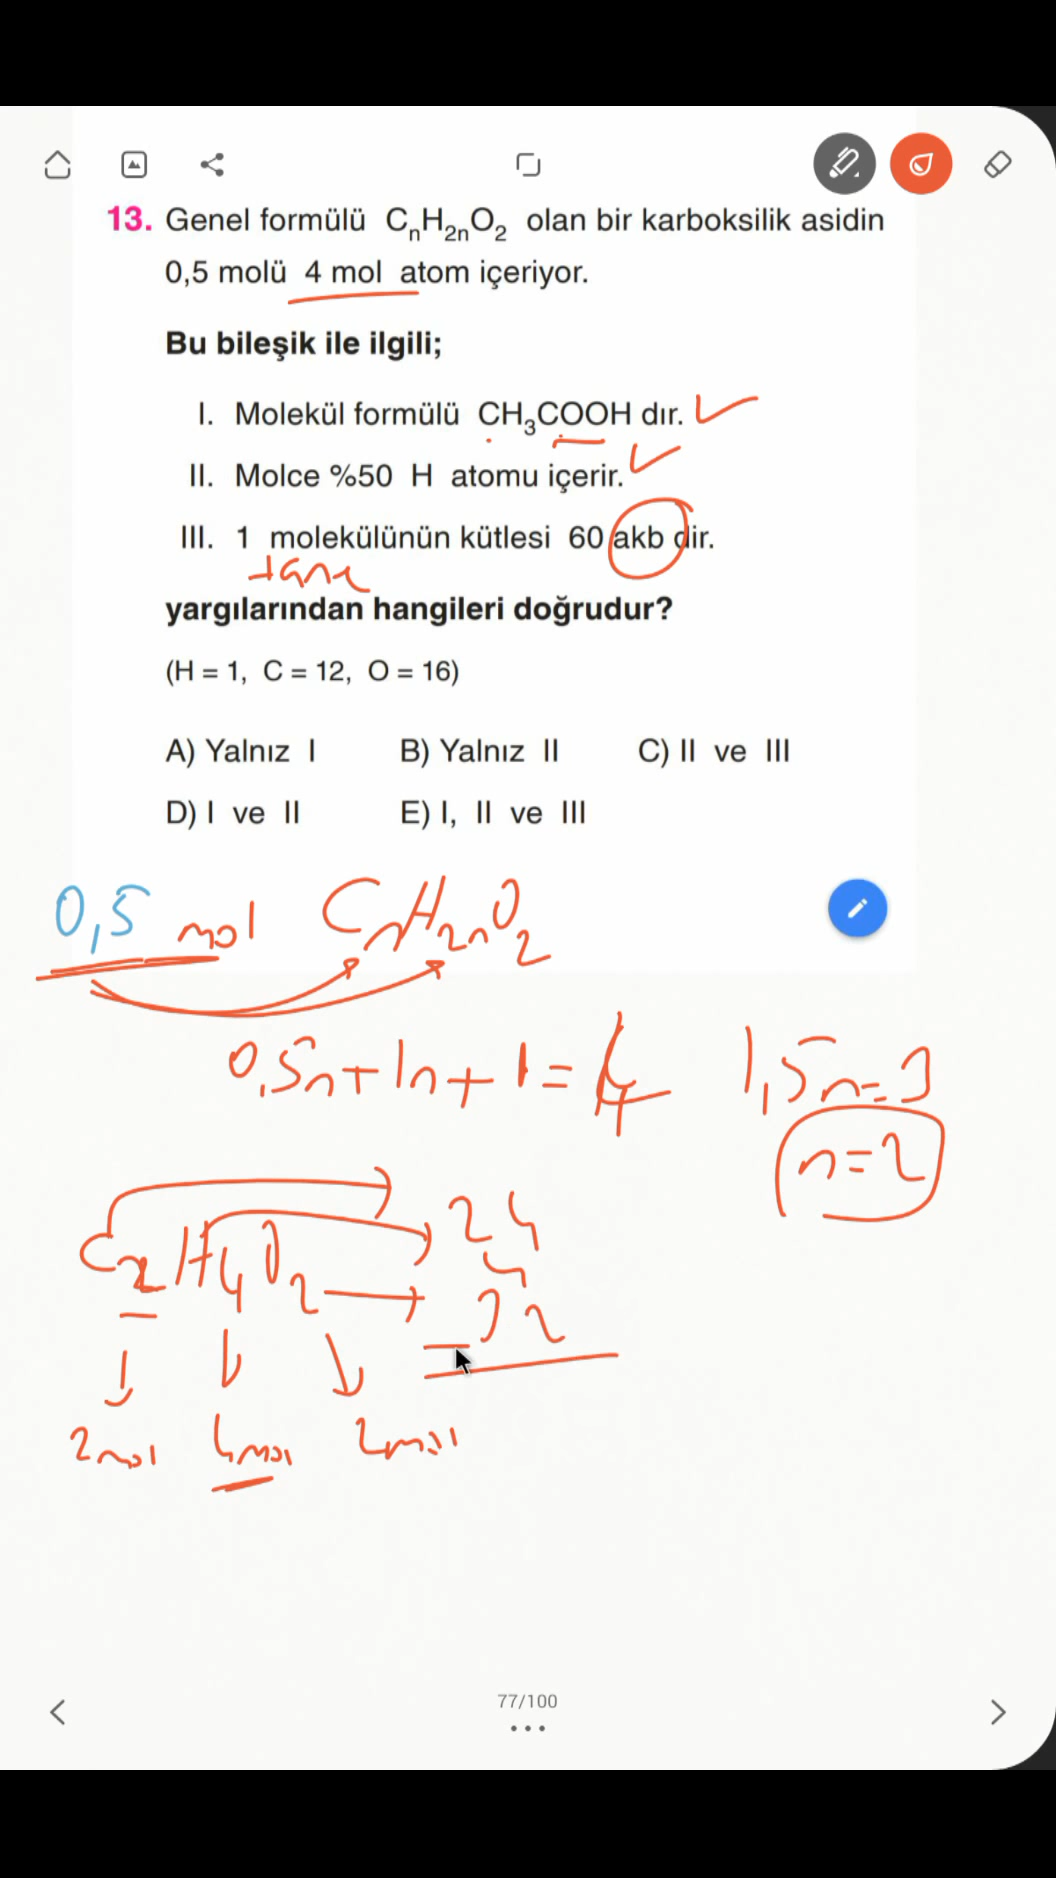 13. Genel formülü CnH2nO2 olan bir karboksilik asidin
0,5 molü 4 mol atom içeriyor.
Bu bileşik ile ilgili;
I. Molekül formülü CH3COOH dır.
II. Molce %50 H atomu içerir.
III. 1 molekülünün kütlesi 60 akb dir.
tane
yargılarından hangileri doğrudur?
(H = 1, C = 12, O = 16)
A) Yalnız I B) Yalnız II C) II ve III
D) I ve II E) I, II ve III
0,5 mol CnH2nO2
0,5n+1n+1=4 1,5n=3
n=2
C2H4O2 24
4
32
2mol 4mol 2mol
77/100